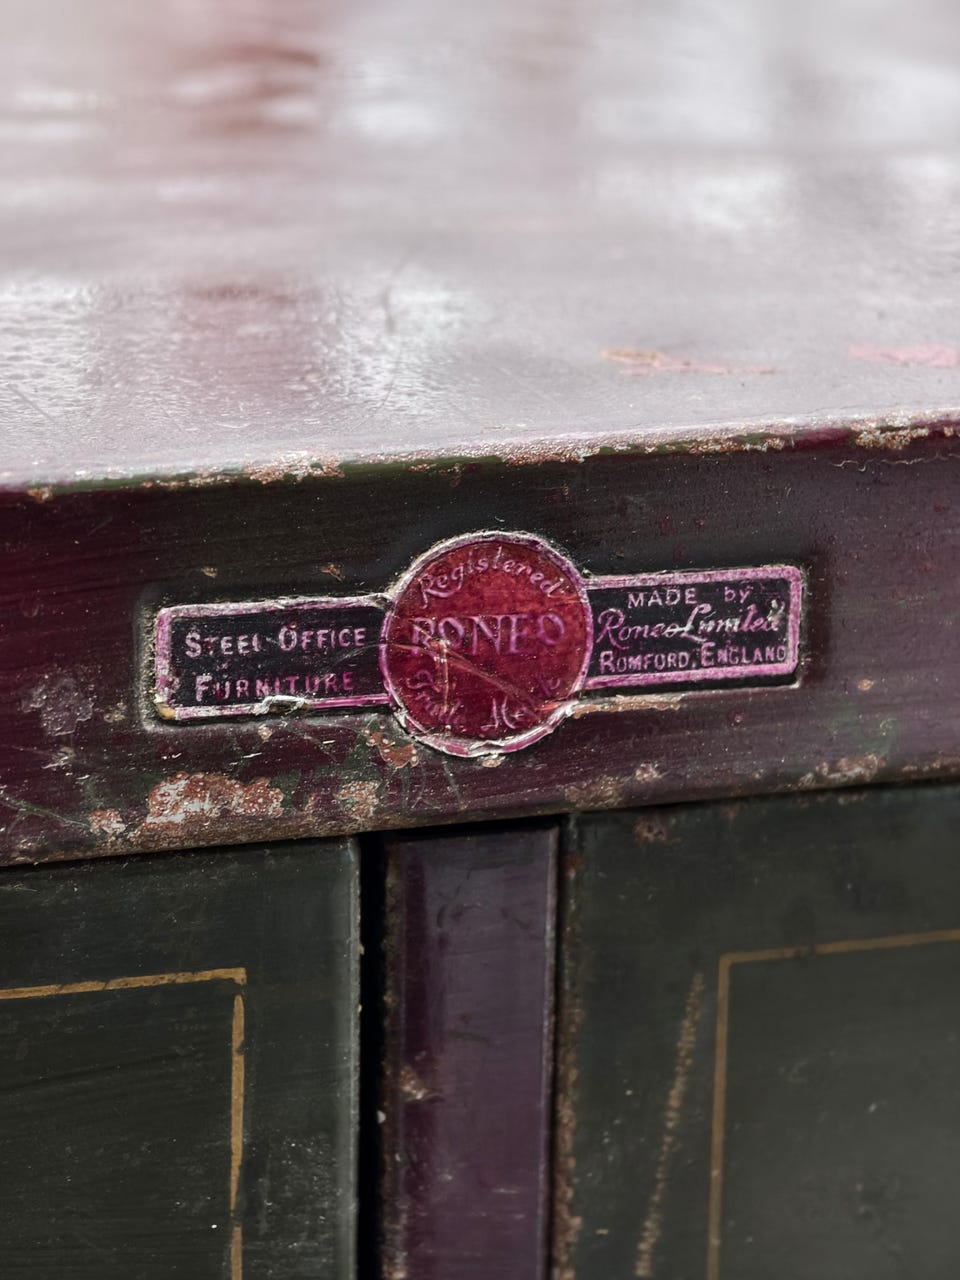 STEEL OFFICE
FURNITURE
Registered
RONEO
Trade Mark
MADE by
Roneo Limited
ROMFORD, ENGLAND